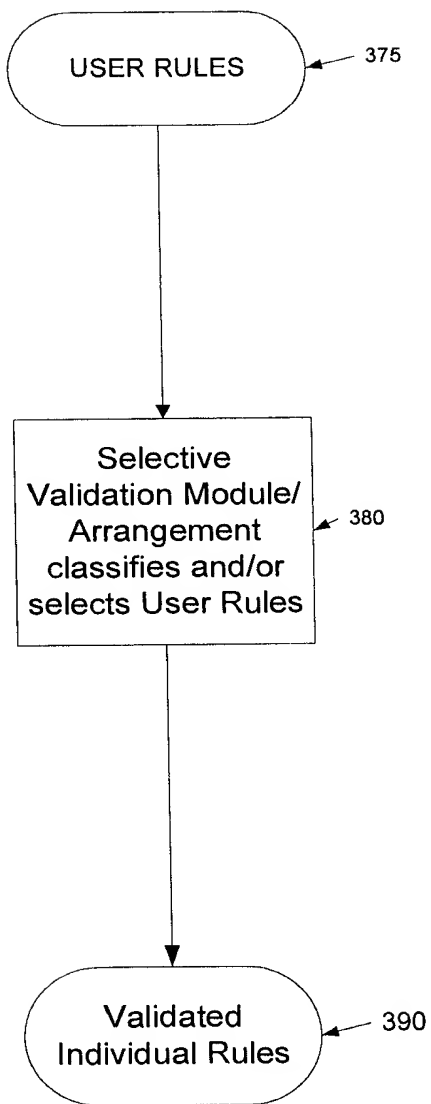 USER RULES
375
Selective
Validation Module/
Arrangement
classifies and/or
selects User Rules
380
Validated
Individual Rules
390